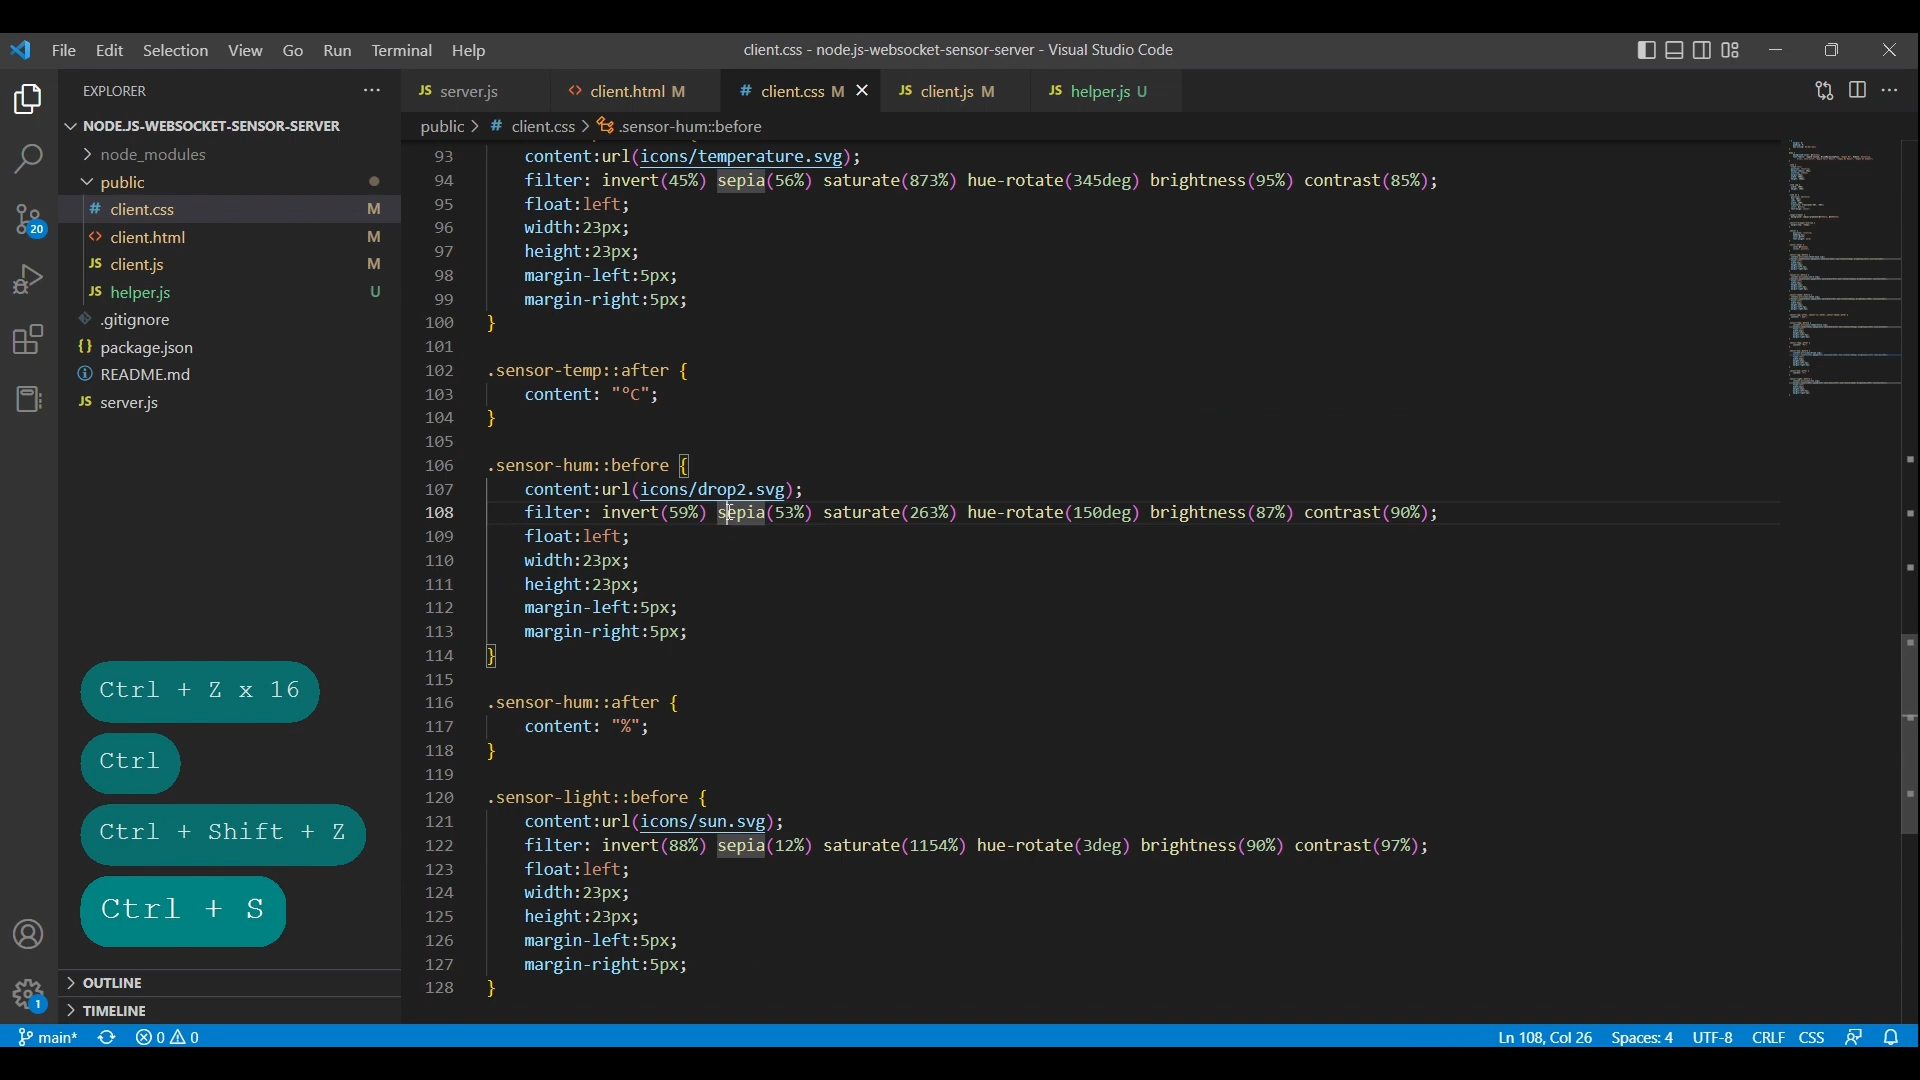 File Edit Selection View Go Run Terminal Help
client.css - node.js-websocket-sensor-server - Visual Studio Code
EXPLORER
JS server.js
<> client.html M
# client.css M
JS client.js M
JS helper.js U
public > # client.css > .sensor-hum::before
NODE.JS-WEBSOCKET-SENSOR-SERVER
node_modules
public
# client.css M
<> client.html M
JS client.js M
JS helper.js U
.gitignore
{} package.json
README.md
JS server.js
20
Ctrl + Z x 16
Ctrl
Ctrl + Shift + Z
Ctrl + S
OUTLINE
TIMELINE
1
93 content:url(icons/temperature.svg);
94 filter: invert(45%) sepia(56%) saturate(873%) hue-rotate(345deg) brightness(95%) contrast(85%);
95 float:left;
96 width:23px;
97 height:23px;
98 margin-left:5px;
99 margin-right:5px;
100 }
101
102 .sensor-temp::after {
103 content: "°C";
104 }
105
106 .sensor-hum::before {
107 content:url(icons/drop2.svg);
108 filter: invert(59%) sepia(53%) saturate(263%) hue-rotate(150deg) brightness(87%) contrast(90%);
109 float:left;
110 width:23px;
111 height:23px;
112 margin-left:5px;
113 margin-right:5px;
114 }
115
116 .sensor-hum::after {
117 content: "%";
118 }
119
120 .sensor-light::before {
121 content:url(icons/sun.svg);
122 filter: invert(88%) sepia(12%) saturate(1154%) hue-rotate(3deg) brightness(90%) contrast(97%);
123 float:left;
124 width:23px;
125 height:23px;
126 margin-left:5px;
127 margin-right:5px;
128 }
main* 0 0
Ln 108, Col 26 Spaces: 4 UTF-8 CRLF CSS